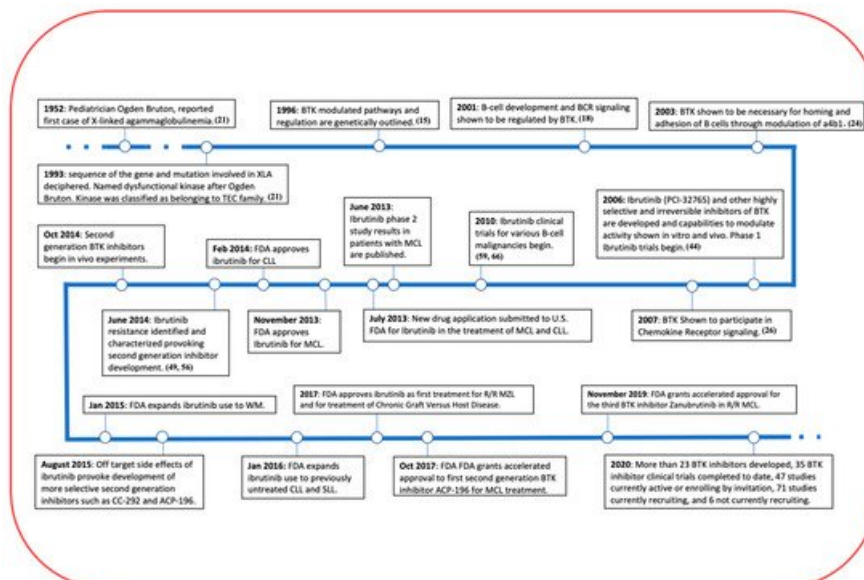 1952: Pediatrician Ogden Bruton, reported
first case of X-linked agammaglobulinemia. (21)
1996: BTK modulated pathways and
regulation are genetically outlined. (15)
2001: B-cell development and BCR signaling
shown to be regulated by BTK. (18)
2003: BTK shown to be necessary for homing and
adhesion of B cells through modulation of a4b1. (24)
1993: sequence of the gene and mutation involved in XLA
deciphered. Named dysfunctional kinase after Ogden
Bruton. Kinase was classified as belonging to TEC family.
(21)
2006: Ibrutinib (PCI-32765) and other highly
selective and irreversible inhibitors of BTK
are developed and capabilities to modulate
activity shown in vitro and vivo. Phase 1
Ibrutinib trials begin. (44)
2010: Ibrutinib clinical
trials for various B-cell
malignancies begin.
(59, 66)
June 2013:
Ibrutinib phase 2
study results in
patients with MCL
are published.
Feb 2014: FDA approves
ibrutinib for CLL
Oct 2014: Second
generation BTK inhibitors
begin in vivo experiments.
2007: BTK Shown to participate in
Chemokine Receptor signaling. (26)
July 2013: New drug application submitted to U.S.
FDA for Ibrutinib in the treatment of MCL and CLL.
November 2013:
FDA approves
Ibrutinib for MCL.
June 2014: Ibrutinib
resistance identified and
characterized provoking
second generation inhibitor
development. (49, 56)
Jan 2015: FDA expands ibrutinib use to WM.
2017: FDA approves ibrutinib as first treatment for R/R MZL
and for treatment of Chronic Graft Versus Host Disease.
November 2019: FDA grants accelerated approval for
the third BTK inhibitor Zanubrutinib in R/R MCL.
August 2015: Off target side effects of
ibrutinib provoke development of
more selective second generation
inhibitors such as CC-292 and ACP-196.
Jan 2016: FDA expands
ibrutinib use to previously
untreated CLL and SLL.
Oct 2017: FDA FDA grants accelerated
approval to first second generation BTK
inhibitor ACP-196 for MCL treatment.
2020: More than 23 BTK inhibitors developed, 35 BTK
inhibitor clinical trials completed to date, 47 studies
currently active or enrolling by invitation, 71 studies
currently recruiting, and 6 not currently recruiting.